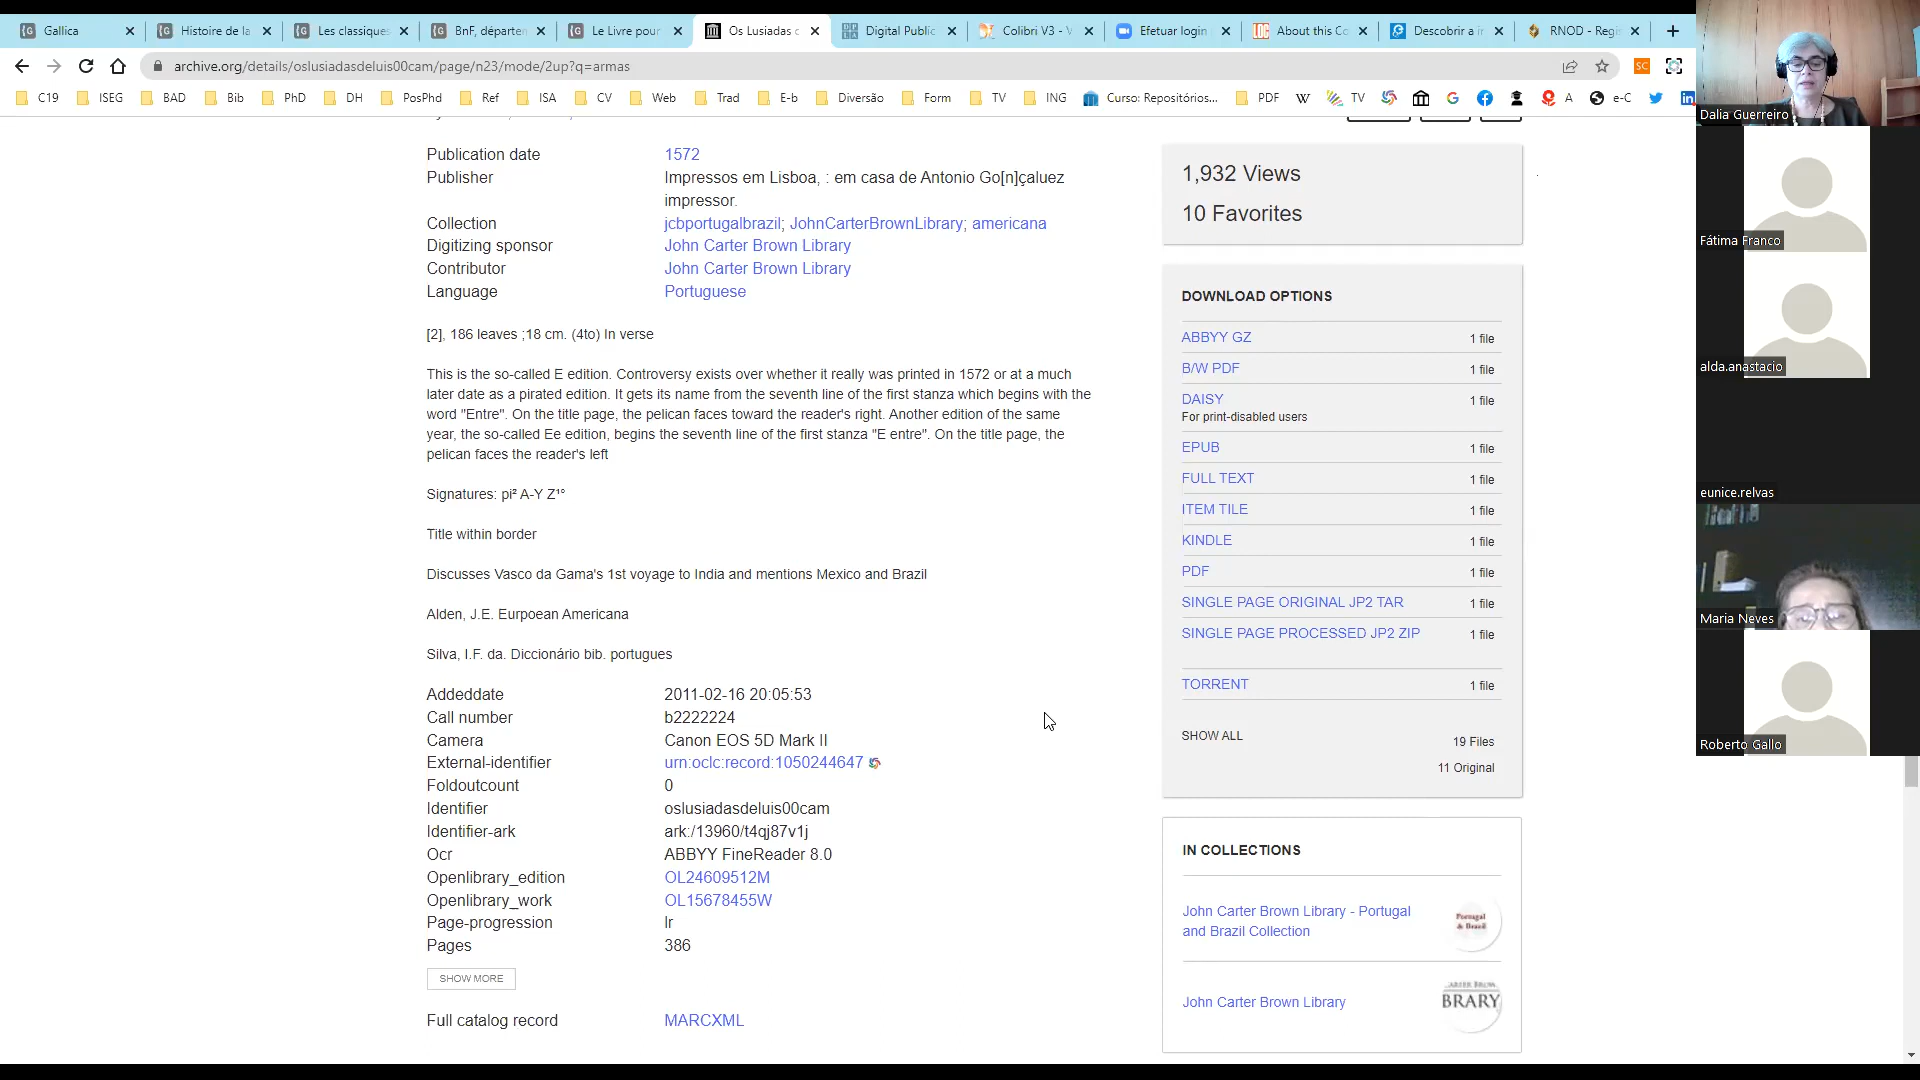 Gallica
Histoire de la
Les classiques
BnF, départen
Le Livre pour
Os Lusiadas d
Digital Public
Colibri V3 - V
Efetuar login
About this Co
Descobrir a ir
RNOD - Regi
archive.org/details/oslusiadasdeluis00cam/page/n23/mode/2up?q=armas
C19 ISEG BAD Bib PhD DH PosPhd Ref ISA CV Web Trad E-b Diversão Form TV ING Curso: Repositórios... PDF W TV A e-C
Publication date 1572
Publisher Impressos em Lisboa, : em casa de Antonio Go[n]çaluez
impressor.
Collection jcbportugalbrazil; JohnCarterBrownLibrary; americana
Digitizing sponsor John Carter Brown Library
Contributor John Carter Brown Library
Language Portuguese
[2], 186 leaves ;18 cm. (4to) In verse
This is the so-called E edition. Controversy exists over whether it really was printed in 1572 or at a much
later date as a pirated edition. It gets its name from the seventh line of the first stanza which begins with the
word "Entre". On the title page, the pelican faces toward the reader's right. Another edition of the same
year, the so-called Ee edition, begins the seventh line of the first stanza "E entre". On the title page, the
pelican faces the reader's left
Signatures: pi² A-Y Z¹°
Title within border
Discusses Vasco da Gama's 1st voyage to India and mentions Mexico and Brazil
Alden, J.E. Eurpoean Americana
Silva, I.F. da. Diccionário bib. portugues
Addeddate 2011-02-16 20:05:53
Call number b2222224
Camera Canon EOS 5D Mark II
External-identifier urn:oclc:record:1050244647
Foldoutcount 0
Identifier oslusiadasdeluis00cam
Identifier-ark ark:/13960/t4qj87v1j
Ocr ABBYY FineReader 8.0
Openlibrary_edition OL24609512M
Openlibrary_work OL15678455W
Page-progression lr
Pages 386
SHOW MORE
Full catalog record MARCXML
1,932 Views
10 Favorites
DOWNLOAD OPTIONS
ABBYY GZ 1 file
B/W PDF 1 file
DAISY 1 file
For print-disabled users
EPUB 1 file
FULL TEXT 1 file
ITEM TILE 1 file
KINDLE 1 file
PDF 1 file
SINGLE PAGE ORIGINAL JP2 TAR 1 file
SINGLE PAGE PROCESSED JP2 ZIP 1 file
TORRENT 1 file
SHOW ALL
19 Files
11 Original
IN COLLECTIONS
John Carter Brown Library - Portugal
and Brazil Collection
Portugal
& Brazil
John Carter Brown Library
BRARY
Dalia Guerreiro
Fátima Franco
alda.anastacio
eunice.relvas
Maria Neves
Roberto Gallo